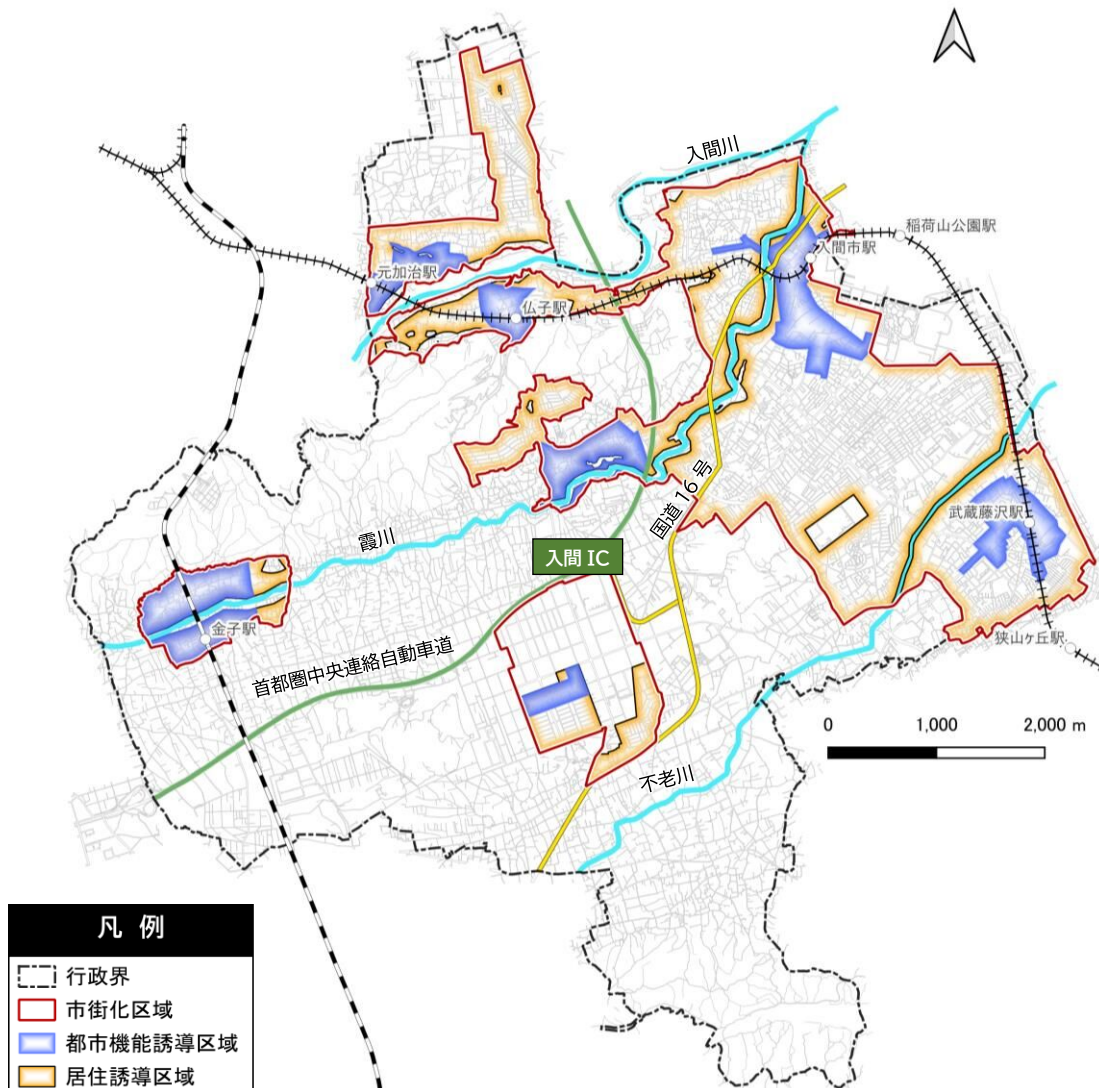 入間川
稲荷山公園駅
入間市駅
元加治駅
仏子駅
国道16号
武蔵藤沢駅
霞川
入間 IC
金子駅
狭山ヶ丘駅
首都圏中央連絡自動車道
0 1,000 2,000 m
不老川
凡 例
行政界
市街化区域
都市機能誘導区域
居住誘導区域